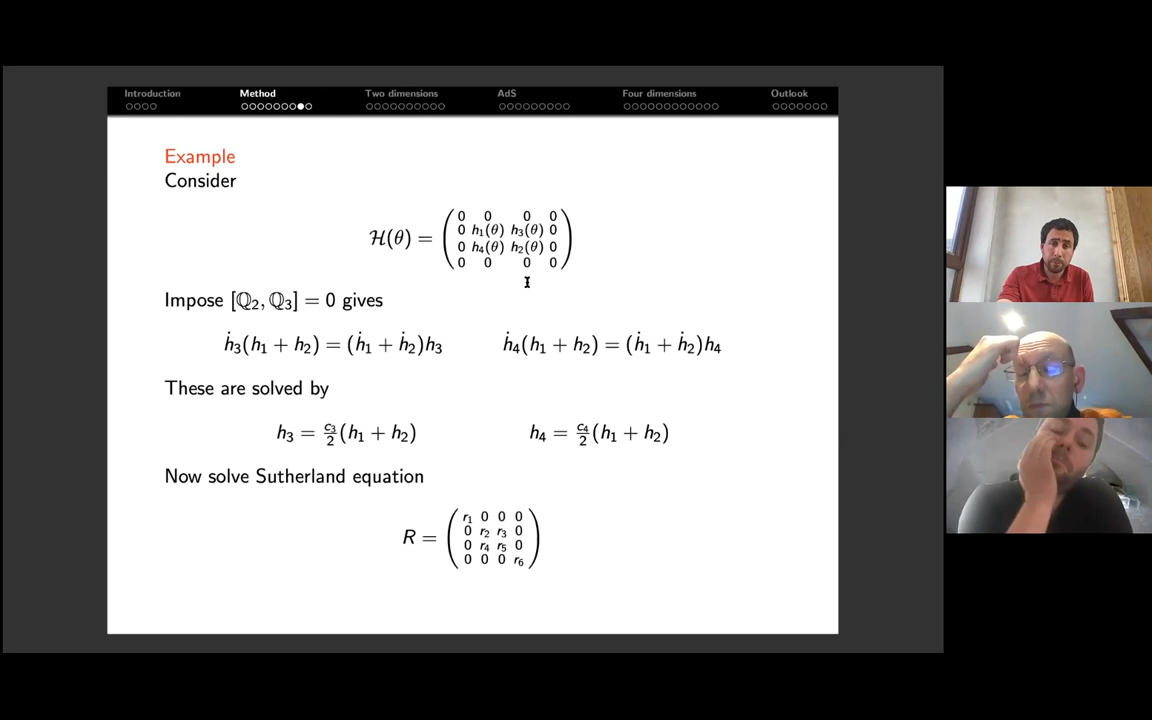 Introduction Method Two dimensions AdS Four dimensions Outlook
Example
Consider
ℋ(θ) = ( 0 0 0 0
0 h₁(θ) h₃(θ) 0
0 h₄(θ) h₂(θ) 0
0 0 0 0 )
Impose [ℚ₂, ℚ₃] = 0 gives
ḣ₃(h₁ + h₂) = (ḣ₁ + ḣ₂)h₃ ḣ₄(h₁ + h₂) = (ḣ₁ + ḣ₂)h₄
These are solved by
h₃ = c₃/2 (h₁ + h₂) h₄ = c₄/2 (h₁ + h₂)
Now solve Sutherland equation
R = ( r₁ 0 0 0
0 r₂ r₃ 0
0 r₄ r₅ 0
0 0 0 r₆ )